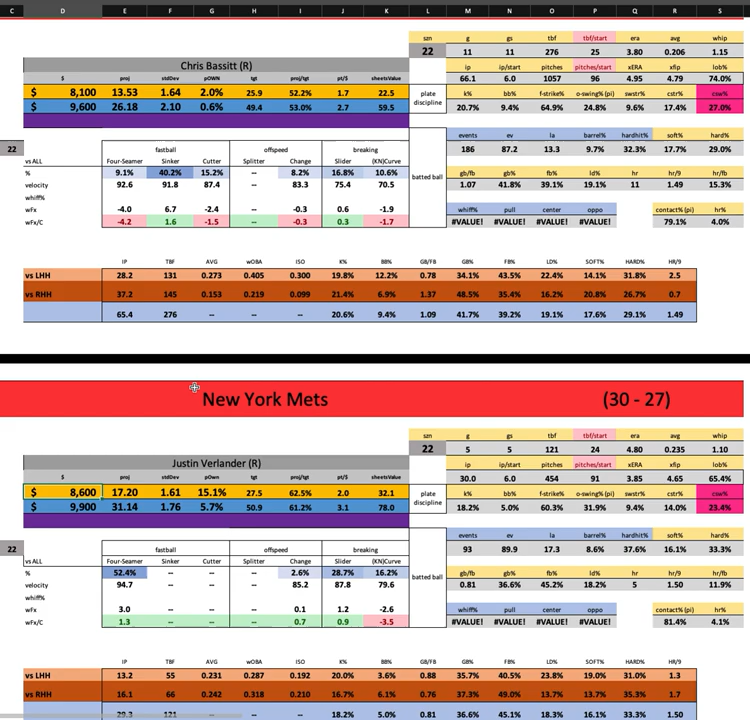 C D E F G H I J K L M N O P Q R S
szn g gs tbf tbf/start era avg whip
22 11 11 276 25 3.80 0.206 1.15
Chris Bassitt (R) ip ip/start pitches pitches/start xERA xfip lob%
$ proj stdDev pOWN tgt proj/tgt pt/$ sheetsValue 66.1 6.0 1057 96 4.95 4.79 74.0%
$ 8,100 13.53 1.64 2.0% 25.9 52.2% 1.7 22.5 plate discipline k% bb% f-strike% o-swing% (pi) swstr% cstr% csw%
$ 9,600 26.18 2.10 0.6% 49.4 53.0% 2.7 59.5 20.7% 9.4% 64.9% 24.8% 9.6% 17.4% 27.0%
events ev la barrel% hardhit% soft% hard%
22 fastball offspeed breaking 186 87.2 13.3 9.7% 32.3% 17.7% 29.0%
vs ALL Four-Seamer Sinker Cutter Splitter Change Slider (KN)Curve
% 9.1% 40.2% 15.2% -- 8.2% 16.8% 10.6% batted ball gb/fb gb% fb% ld% hr hr/9 hr/fb
velocity 92.6 91.8 87.4 -- 83.3 75.4 70.5 1.07 41.8% 39.1% 19.1% 11 1.49 15.3%
whiff%
wFx -4.0 6.7 -2.4 -- -0.3 0.6 -1.9 whiff% pull center oppo contact% (pi) hr%
wFx/C -4.2 1.6 -1.5 -- -0.3 0.3 -1.7 #VALUE! #VALUE! #VALUE! #VALUE! 79.1% 4.0%
IP TBF AVG wOBA ISO K% BB% GB/FB GB% FB% LD% SOFT% HARD% HR/9
vs LHH 28.2 131 0.273 0.405 0.300 19.8% 12.2% 0.78 34.1% 43.5% 22.4% 14.1% 31.8% 2.5
vs RHH 37.2 145 0.153 0.219 0.099 21.4% 6.9% 1.37 48.5% 35.4% 16.2% 20.8% 26.7% 0.7
65.4 276 -- -- -- 20.6% 9.4% 1.09 41.7% 39.2% 19.1% 17.6% 29.1% 1.49
New York Mets (30 - 27)
szn g gs tbf tbf/start era avg whip
22 5 5 121 24 4.80 0.235 1.10
Justin Verlander (R) ip ip/start pitches pitches/start xERA xfip lob%
$ proj stdDev pOwn tgt proj/tgt pt/$ sheetsValue 30.0 6.0 454 91 3.85 4.65 65.4%
$ 8,600 17.20 1.61 15.1% 27.5 62.5% 2.0 32.1 plate discipline k% bb% f-strike% o-swing% (pi) swstr% cstr% csw%
$ 9,900 31.14 1.76 5.7% 50.9 61.2% 3.1 78.0 18.2% 5.0% 60.3% 31.9% 9.4% 14.0% 23.4%
events ev la barrel% hardhit% soft% hard%
22 fastball offspeed breaking 93 89.9 17.3 8.6% 37.6% 16.1% 33.3%
vs ALL Four-Seamer Sinker Cutter Splitter Change Slider (KN)Curve
% 52.4% -- -- -- 2.6% 28.7% 16.2% batted ball gb/fb gb% fb% ld% hr hr/9 hr/fb
velocity 94.7 -- -- -- 85.2 87.8 79.6 0.81 36.6% 45.2% 18.2% 5 1.50 11.9%
whiff%
wFx 3.0 -- -- -- 0.1 1.2 -2.6 whiff% pull center oppo contact% (pi) hr%
wFx/C 1.3 -- -- -- 0.7 0.9 -3.5 #VALUE! #VALUE! #VALUE! #VALUE! 81.4% 4.1%
IP TBF AVG wOBA ISO K% BB% GB/FB GB% FB% LD% SOFT% HARD% HR/9
vs LHH 13.2 55 0.231 0.287 0.192 20.0% 3.6% 0.88 35.7% 40.5% 23.8% 19.0% 31.0% 1.3
vs RHH 16.1 66 0.242 0.318 0.210 16.7% 6.1% 0.76 37.3% 49.0% 13.7% 13.7% 35.3% 1.7
29.3 121 -- -- -- 18.2% 5.0% 0.81 36.6% 45.1% 18.3% 16.1% 33.3% 1.50